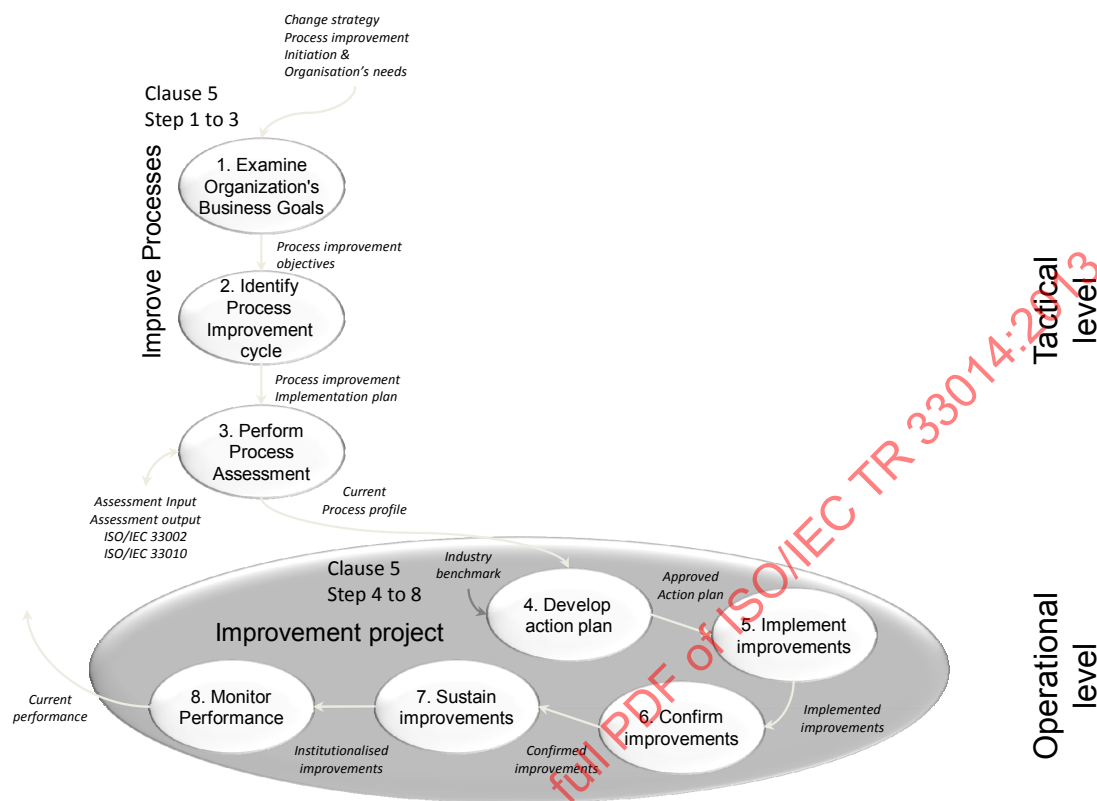 Change strategy
Process improvement
Initiation &
Organisation's needs
Clause 5
Step 1 to 3
Improve Processes
1. Examine
Organization's
Business Goals
Process improvement
objectives
2. Identify
Process
Improvement
cycle
Process improvement
Implementation plan
3. Perform
Process
Assessment
Assessment Input
Assessment output
ISO/IEC 33002
ISO/IEC 33010
Current
Process profile
Tactical
level
Clause 5
Step 4 to 8
Improvement project
Industry
benchmark
4. Develop
action plan
Approved
Action plan
5. Implement
improvements
Implemented
improvements
6. Confirm
improvements
Confirmed
improvements
7. Sustain
improvements
Institutionalised
improvements
8. Monitor
Performance
Current
performance
Operational
level
full PDF of ISO/IEC TR 33014:2013